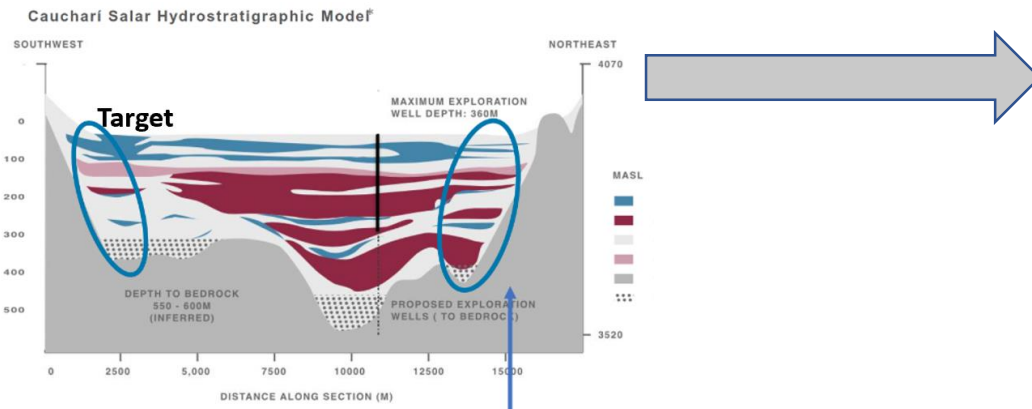 Cauchari Salar Hydrostratigraphic Model*
SOUTHWEST
NORTHEAST
4070
Target
MAXIMUM EXPLORATION
WELL DEPTH: 360M
0
100
200
300
400
500
MASL
DEPTH TO BEDROCK
550 - 600M
(INFERRED)
PROPOSED EXPLORATION
WELLS ( TO BEDROCK)
3520
0
2500
5,000
7500
10000
12500
15000
DISTANCE ALONG SECTION (M)